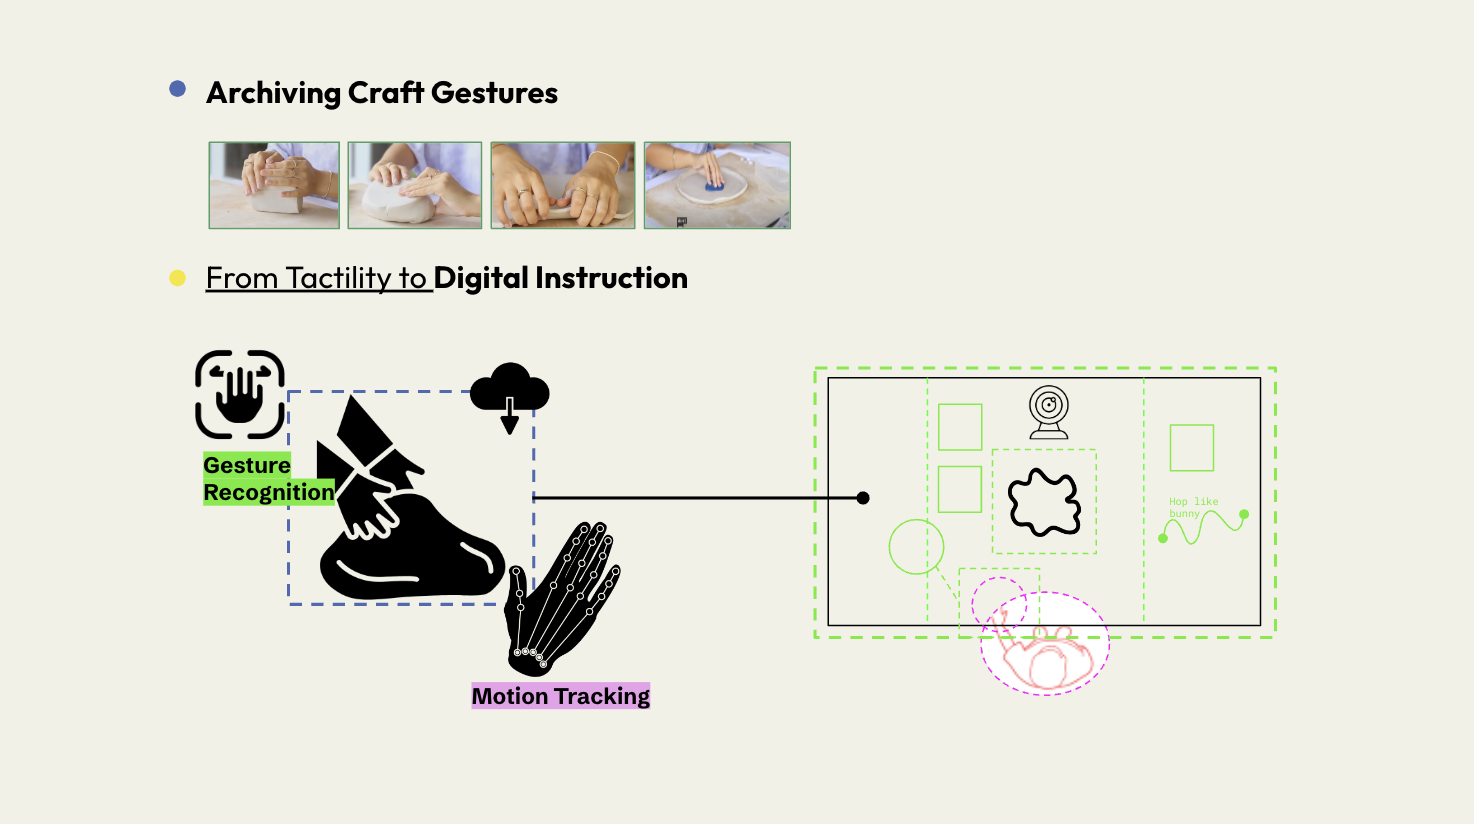 Archiving Craft Gestures
From Tactility to Digital Instruction
Gesture
Recognition
Hop like
bunny
Motion Tracking